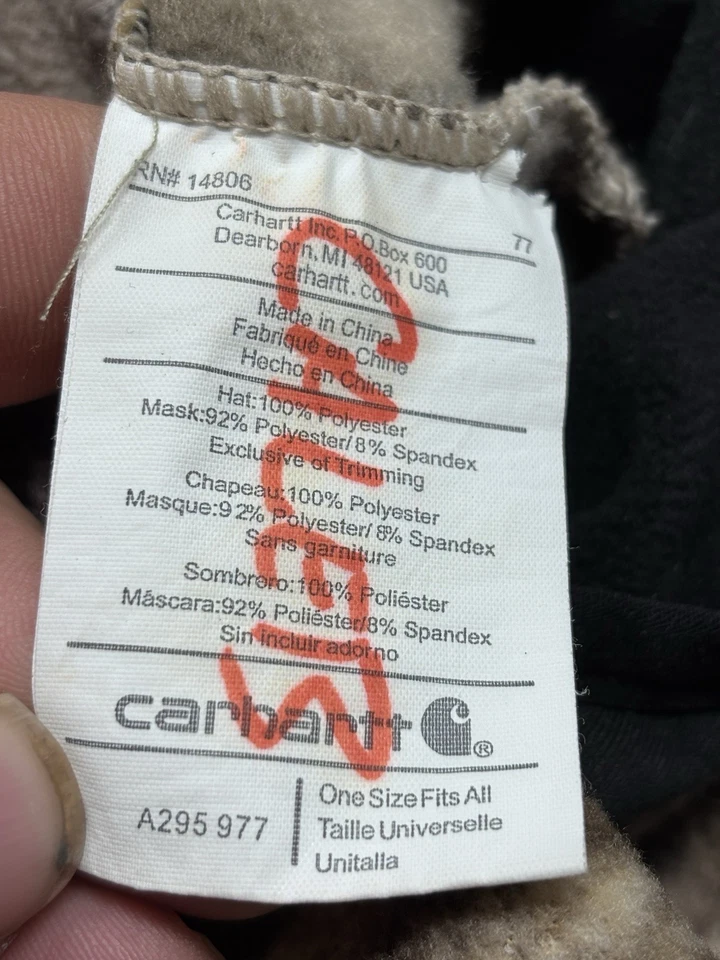 RN# 14806
77
Carhartt Inc. P.O.Box 600
Dearborn, MI 48121 USA
carhartt.com
Made in China
Fabriqué en Chine
Hecho en China
Hat:100% Polyester
Mask:92% Polyester/8% Spandex
Exclusive of Trimming
Chapeau:100% Polyester
Masque:92% Polyester/8% Spandex
Sans garniture
Sombrero:100% Poliéster
Máscara:92% Poliéster/8% Spandex
Sin incluir adorno
carhartt ®
A295 977
One Size Fits All
Taille Universelle
Unitalla